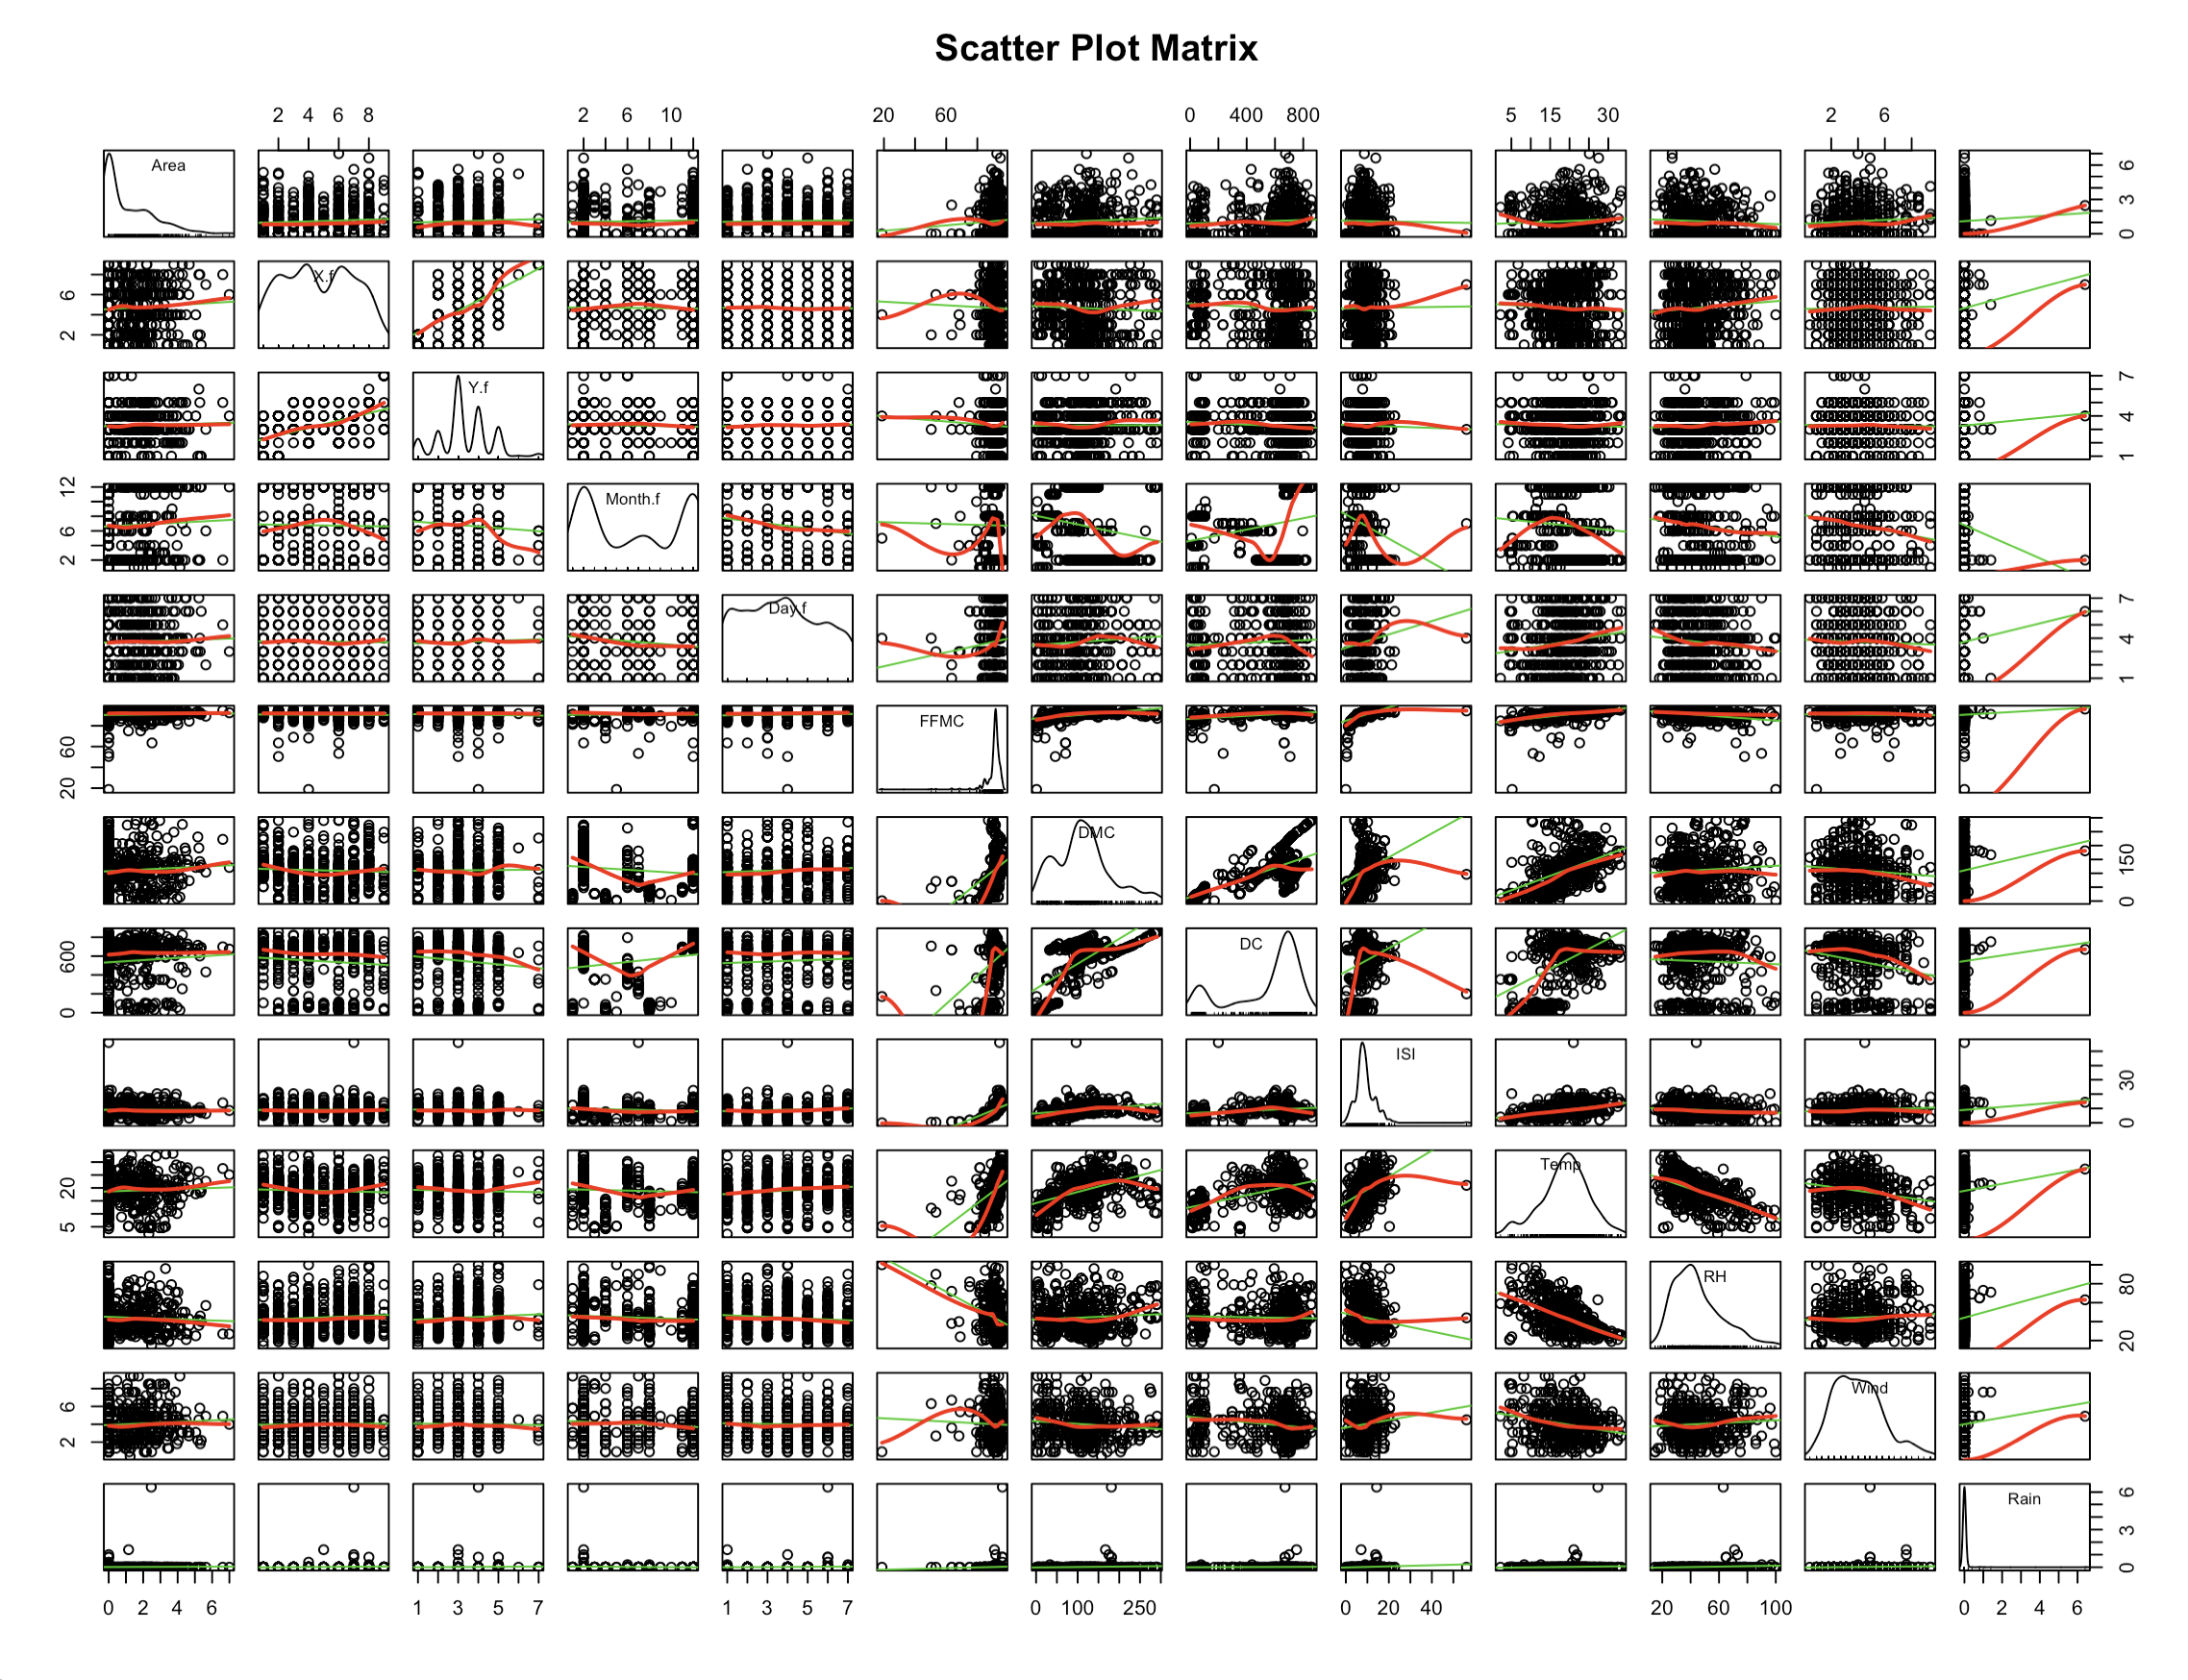 Scatter Plot Matrix
2 4 6 8 2 6 10 20 60 0 400 800 5 15 30 2 6
Area 0 3 6
2 6 X.f
Y.f 1 4 7
2 6 12 Month.f
Day.f 1 4 7
20 60 FFMC
DMC 0 150
0 600 DC
ISI 0 30
5 20 Temp
RH 20 80
2 6 Wind
Rain 0 3 6
0 2 4 6 1 3 5 7 1 3 5 7 0 100 250 0 20 40 20 60 100 0 2 4 6